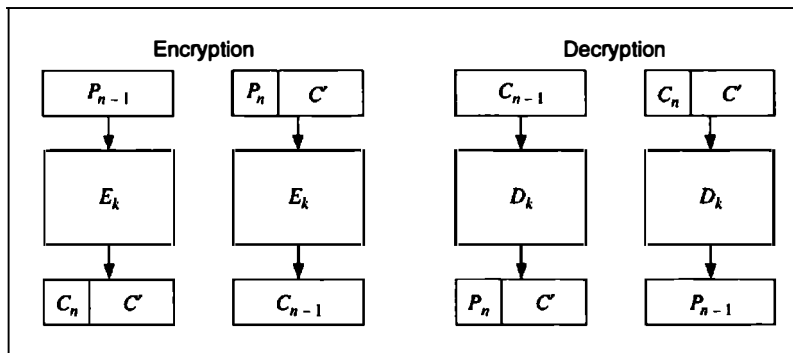 Encryption Decryption
P_{n-1} P_n C' C_{n-1} C_n C'
E_k E_k D_k D_k
C_n C' C_{n-1} P_n C' P_{n-1}